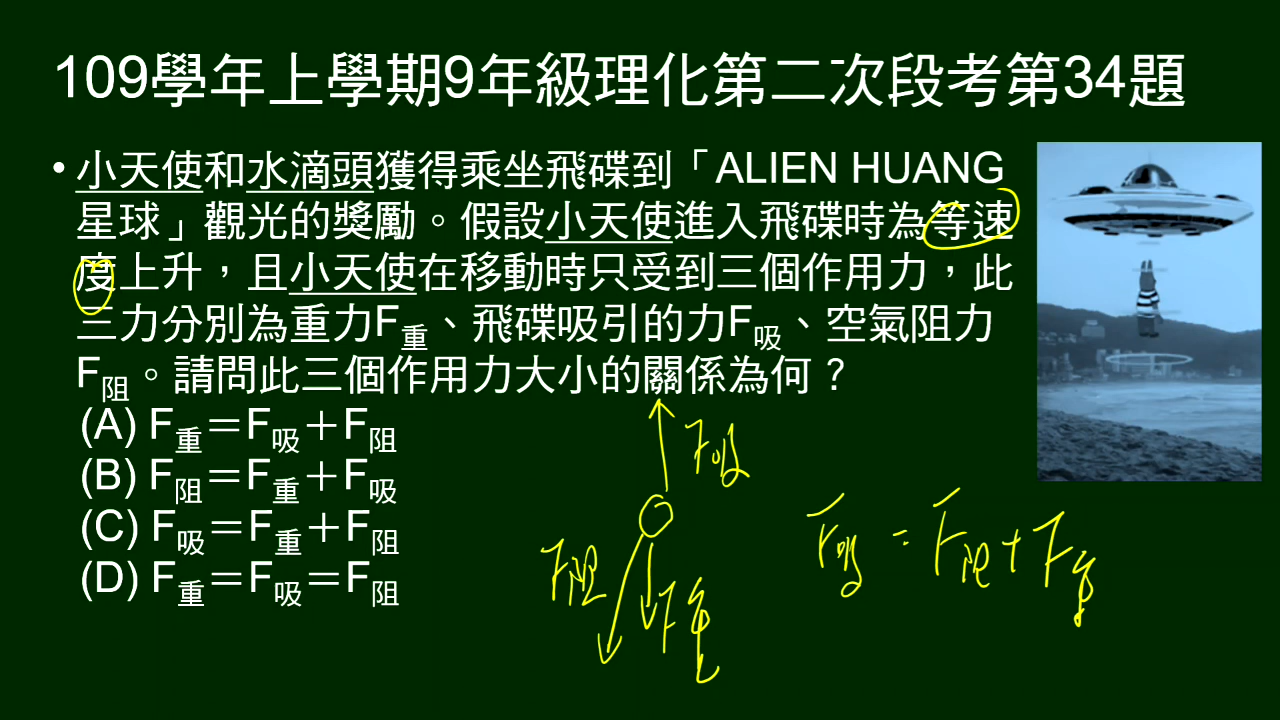 109學年上學期9年級理化第二次段考第34題
• 小天使和水滴頭獲得乘坐飛碟到「ALIEN HUANG
星球」觀光的獎勵。假設小天使進入飛碟時為等速
度上升，且小天使在移動時只受到三個作用力，此
三力分別為重力F重、飛碟吸引的力F吸、空氣阻力
F阻。請問此三個作用力大小的關係為何？
(A) F重＝F吸＋F阻
(B) F阻＝F重＋F吸
(C) F吸＝F重＋F阻
(D) F重＝F吸＝F阻
F吸
F阻
F重
F吸 = F阻 + F重